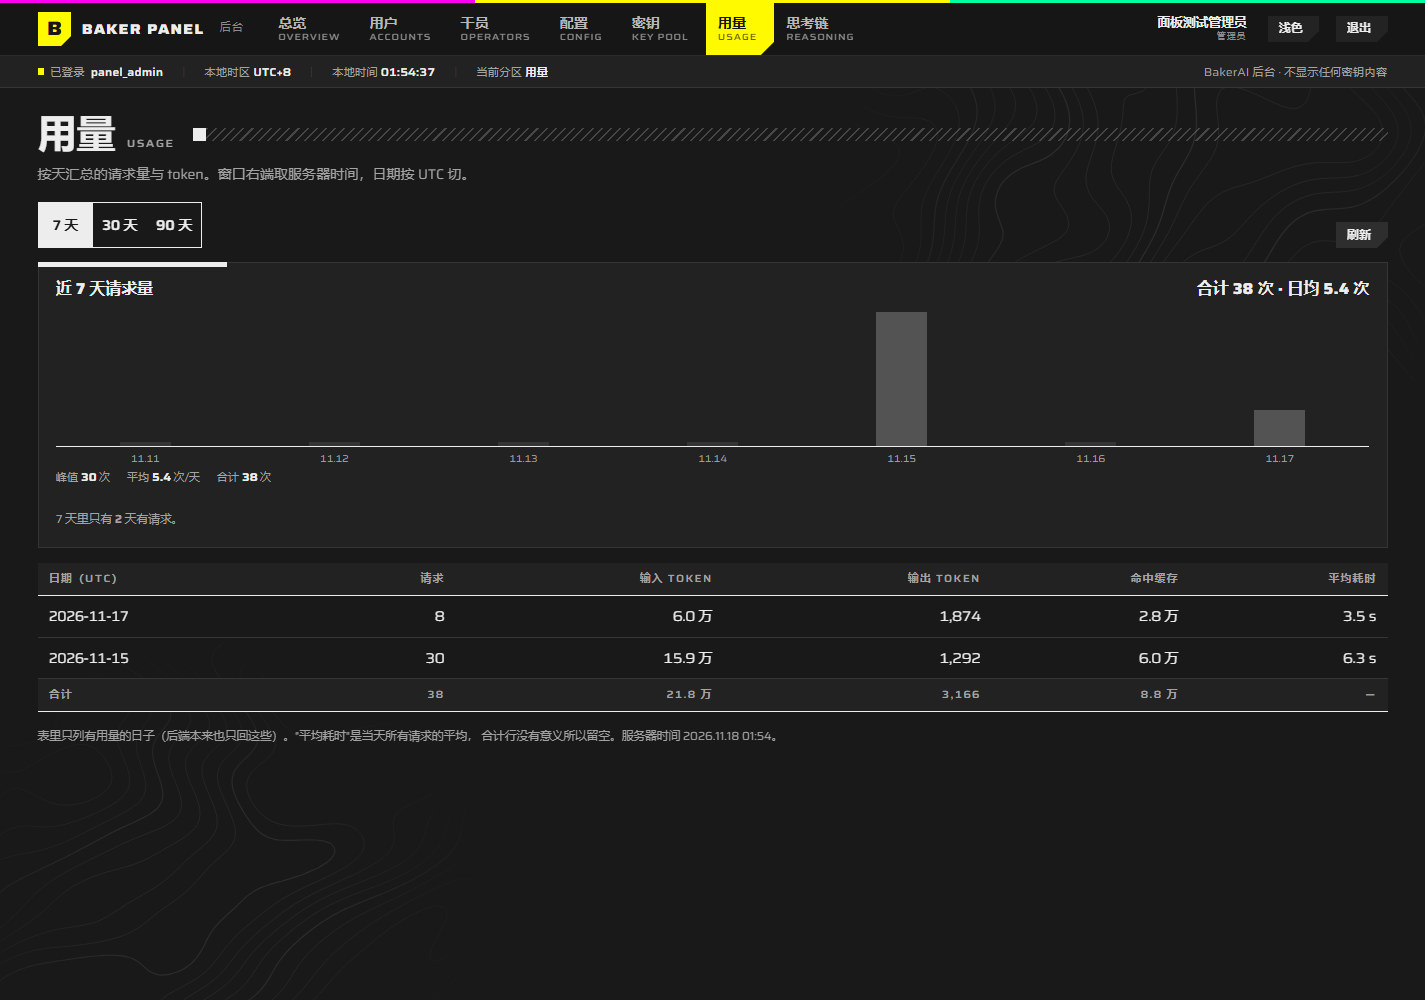 B BAKER PANEL 后台
总览 OVERVIEW
用户 ACCOUNTS
干员 OPERATORS
配置 CONFIG
密钥 KEY POOL
用量 USAGE
思考链 REASONING
面板测试管理员
管理员
浅色
退出
已登录 panel_admin 本地时区 UTC+8 本地时间 01:54:37 当前分区 用量
BakerAI 后台 · 不显示任何密钥内容
用量 USAGE
按天汇总的请求量与 token。窗口右端取服务器时间，日期按 UTC 切。
7 天 30 天 90 天
刷新
近 7 天请求量
合计 38 次 · 日均 5.4 次
11.11 11.12 11.13 11.14 11.15 11.16 11.17
峰值 30 次 平均 5.4 次/天 合计 38 次
7 天里只有 2 天有请求。
日期（UTC） 请求 输入 TOKEN 输出 TOKEN 命中缓存 平均耗时
2026-11-17 8 6.0 万 1,874 2.8 万 3.5 s
2026-11-15 30 15.9 万 1,292 6.0 万 6.3 s
合计 38 21.8 万 3,166 8.8 万 —
表里只列有用量的日子（后端本来也只回这些）。"平均耗时"是当天所有请求的平均， 合计行没有意义所以留空。服务器时间 2026.11.18 01:54。